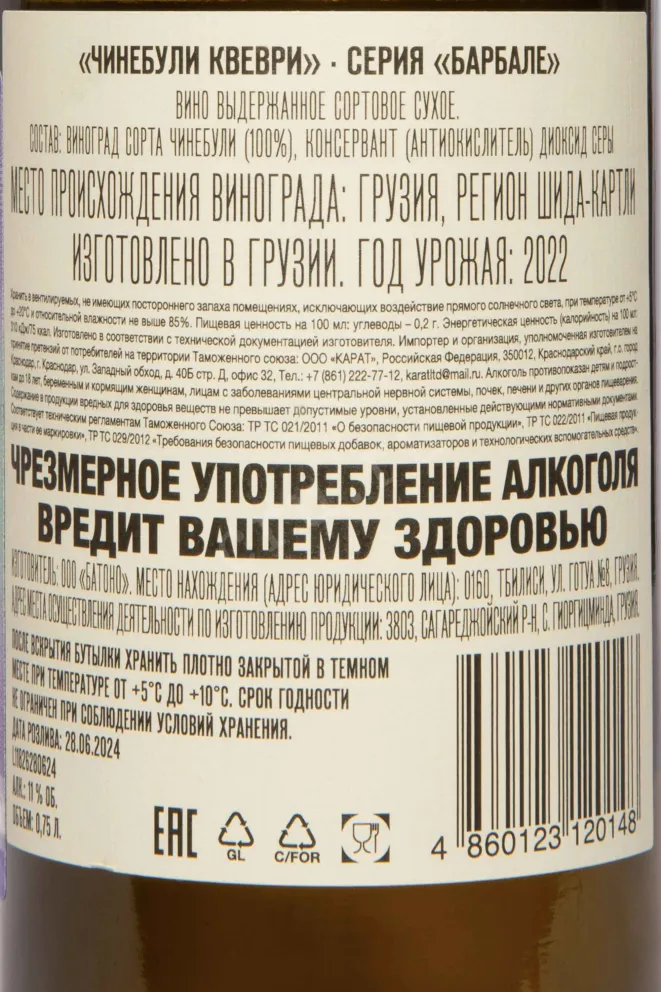 «ЧИНЕБУЛИ КВЕВРИ» · СЕРИЯ «БАРБАЛЕ»
ВИНО ВЫДЕРЖАННОЕ СОРТОВОЕ СУХОЕ.
СОСТАВ: ВИНОГРАД СОРТА ЧИНЕБУЛИ (100%), КОНСЕРВАНТ (АНТИОКИСЛИТЕЛЬ) ДИОКСИД СЕРЫ
МЕСТО ПРОИСХОЖДЕНИЯ ВИНОГРАДА: ГРУЗИЯ, РЕГИОН ШИДА-КАРТЛИ
ИЗГОТОВЛЕНО В ГРУЗИИ. ГОД УРОЖАЯ: 2022
Хранить в вентилируемых, не имеющих постороннего запаха помещениях, исключающих воздействие прямого солнечного света, при температуре от +5°С
до +20°С и относительной влажности не выше 85%. Пищевая ценность на 100 мл: углеводы – 0,2 г. Энергетическая ценность (калорийность) на 100 мл:
310 кДж/75 ккал. Изготовлено в соответствии с технической документацией изготовителя. Импортер и организация, уполномоченная изготовителем на
принятие претензий от потребителей на территории Таможенного союза: ООО «КАРАТ», Российская Федерация, 350012, Краснодарский край, г.о. город
Краснодар, г. Краснодар, ул. Западный обход, д. 40Б стр. Д, офис 32, Тел.: +7 (861) 222-77-12, karatltd@mail.ru. Алкоголь противопоказан детям и подрост-
кам до 18 лет, беременным и кормящим женщинам, лицам с заболеваниями центральной нервной системы, почек, печени и других органов пищеварения.
Содержание в продукции вредных для здоровья веществ не превышает допустимые уровни, установленные действующими нормативными документами.
Соответствует техническим регламентам Таможенного Союза: ТР ТС 021/2011 «О безопасности пищевой продукции», ТР ТС 022/2011 «Пищевая продук-
ция в части ее маркировки», ТР ТС 029/2012 «Требования безопасности пищевых добавок, ароматизаторов и технологических вспомогательных средств».
ЧРЕЗМЕРНОЕ УПОТРЕБЛЕНИЕ АЛКОГОЛЯ
ВРЕДИТ ВАШЕМУ ЗДОРОВЬЮ
ИЗГОТОВИТЕЛЬ: ООО «БАТОНО». МЕСТО НАХОЖДЕНИЯ (АДРЕС ЮРИДИЧЕСКОГО ЛИЦА): 0160, ТБИЛИСИ, УЛ. ГОТУА №8, ГРУЗИЯ.
АДРЕС МЕСТА ОСУЩЕСТВЛЕНИЯ ДЕЯТЕЛЬНОСТИ ПО ИЗГОТОВЛЕНИЮ ПРОДУКЦИИ: 3803, САГАРЕДЖОЙСКИЙ Р-Н, С. ГИОРГИЦМИНДА, ГРУЗИЯ.
ПОСЛЕ ВСКРЫТИЯ БУТЫЛКИ ХРАНИТЬ ПЛОТНО ЗАКРЫТОЙ В ТЕМНОМ
МЕСТЕ ПРИ ТЕМПЕРАТУРЕ ОТ +5°С ДО +10°С. СРОК ГОДНОСТИ
НЕ ОГРАНИЧЕН ПРИ СОБЛЮДЕНИИ УСЛОВИЙ ХРАНЕНИЯ.
ДАТА РОЗЛИВА: 28.06.2024
L11826280624
АЛК.: 11 % ОБ.
ОБЪЕМ: 0,75 Л.
EAC
GL
C/FOR
4 860123 120148